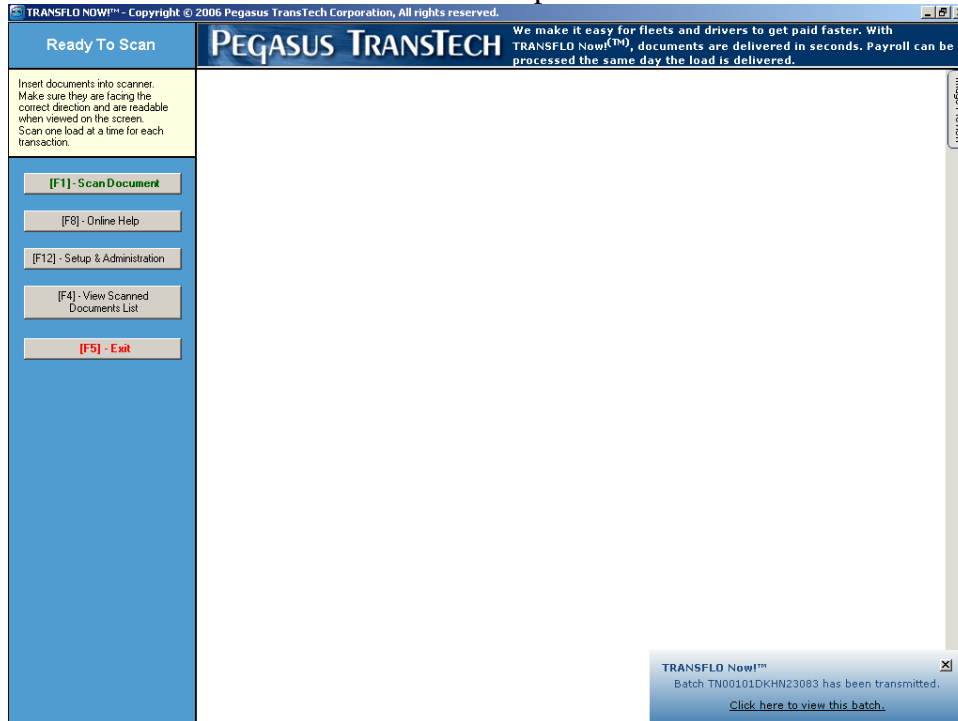 TRANSFLO NOW!™ - Copyright © 2006 Pegasus TransTech Corporation, All rights reserved.
Ready To Scan
PEGASUS TRANSTECH
We make it easy for fleets and drivers to get paid faster. With
TRANSFLO Now!(TM), documents are delivered in seconds. Payroll can be
processed the same day the load is delivered.
Insert documents into scanner.
Make sure they are facing the
correct direction and are readable
when viewed on the screen.
Scan one load at a time for each
transaction.
[F1] - Scan Document
[F8] - Online Help
[F12] - Setup & Administration
[F4] - View Scanned
Documents List
[F5] - Exit
TRANSFLO Now!™
Batch TN00101DKHN23083 has been transmitted.
Click here to view this batch.